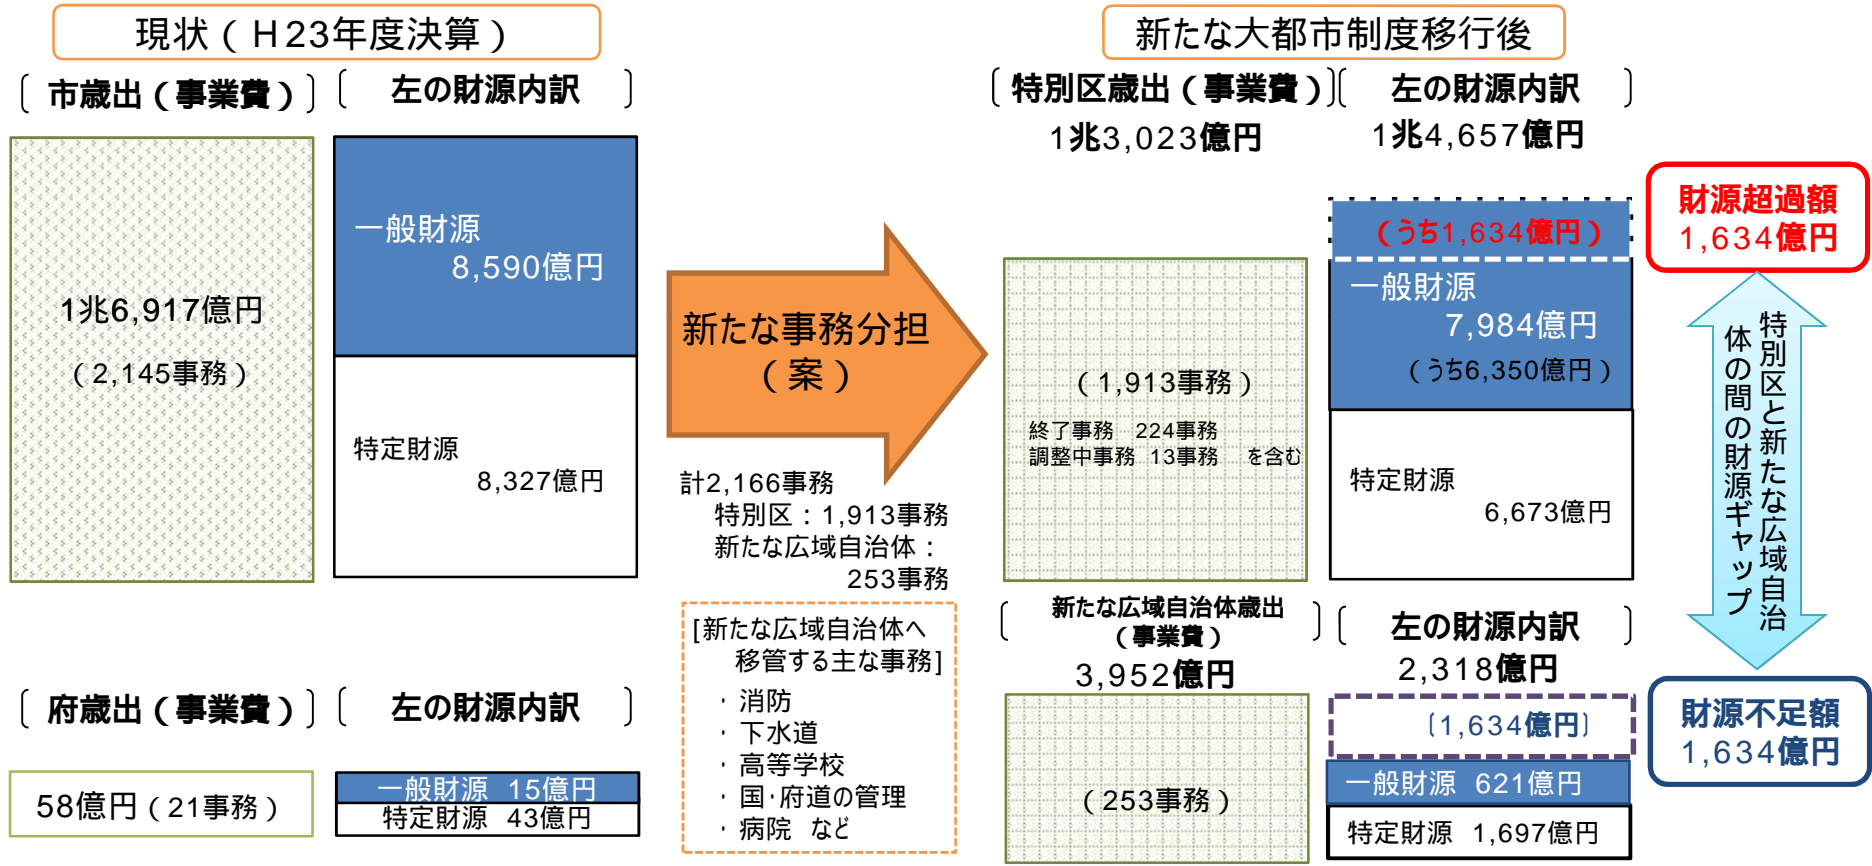 現状（Ｈ23年度決算）
〔 市歳出（事業費）〕〔 左の財源内訳 〕
1兆6,917億円
（2,145事務）
一般財源
8,590億円
特定財源
8,327億円
〔 府歳出（事業費）〕〔 左の財源内訳 〕
58億円（21事務）
一般財源 15億円
特定財源 43億円
新たな事務分担
（案）
計2,166事務
特別区：1,913事務
新たな広域自治体：
253事務
[新たな広域自治体へ
移管する主な事務]
・消防
・下水道
・高等学校
・国・府道の管理
・病院 など
新たな大都市制度移行後
〔 特別区歳出（事業費）〕〔 左の財源内訳 〕
1兆3,023億円
1兆4,657億円
（1,913事務）
終了事務 224事務
調整中事務 13事務 を含む
（うち1,634億円）
一般財源
7,984億円
（うち6,350億円）
特定財源
6,673億円
〔 新たな広域自治体歳出
（事業費） 〕〔 左の財源内訳 〕
3,952億円
2,318億円
（253事務）
〔1,634億円〕
一般財源 621億円
特定財源 1,697億円
財源超過額
1,634億円
特別区と新たな広域自治
体の間の財源ギャップ
財源不足額
1,634億円